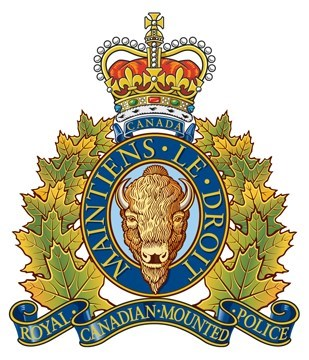 CANADA
MAINTIENS · LE · DROIT
ROYAL · CANADIAN · MOUNTED · POLICE